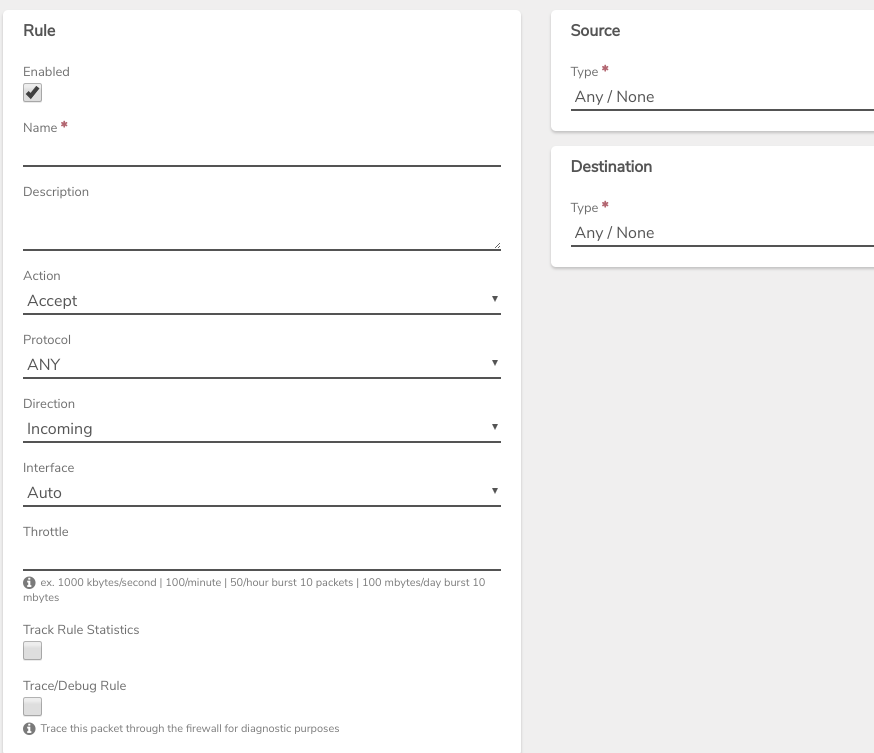 Rule
Enabled
Name *
Description
Action
Accept
Protocol
ANY
Direction
Incoming
Interface
Auto
Throttle
ex. 1000 kbytes/second | 100/minute | 50/hour burst 10 packets | 100 mbytes/day burst 10
mbytes
Track Rule Statistics
Trace/Debug Rule
Trace this packet through the firewall for diagnostic purposes
Source
Type *
Any / None
Destination
Type *
Any / None